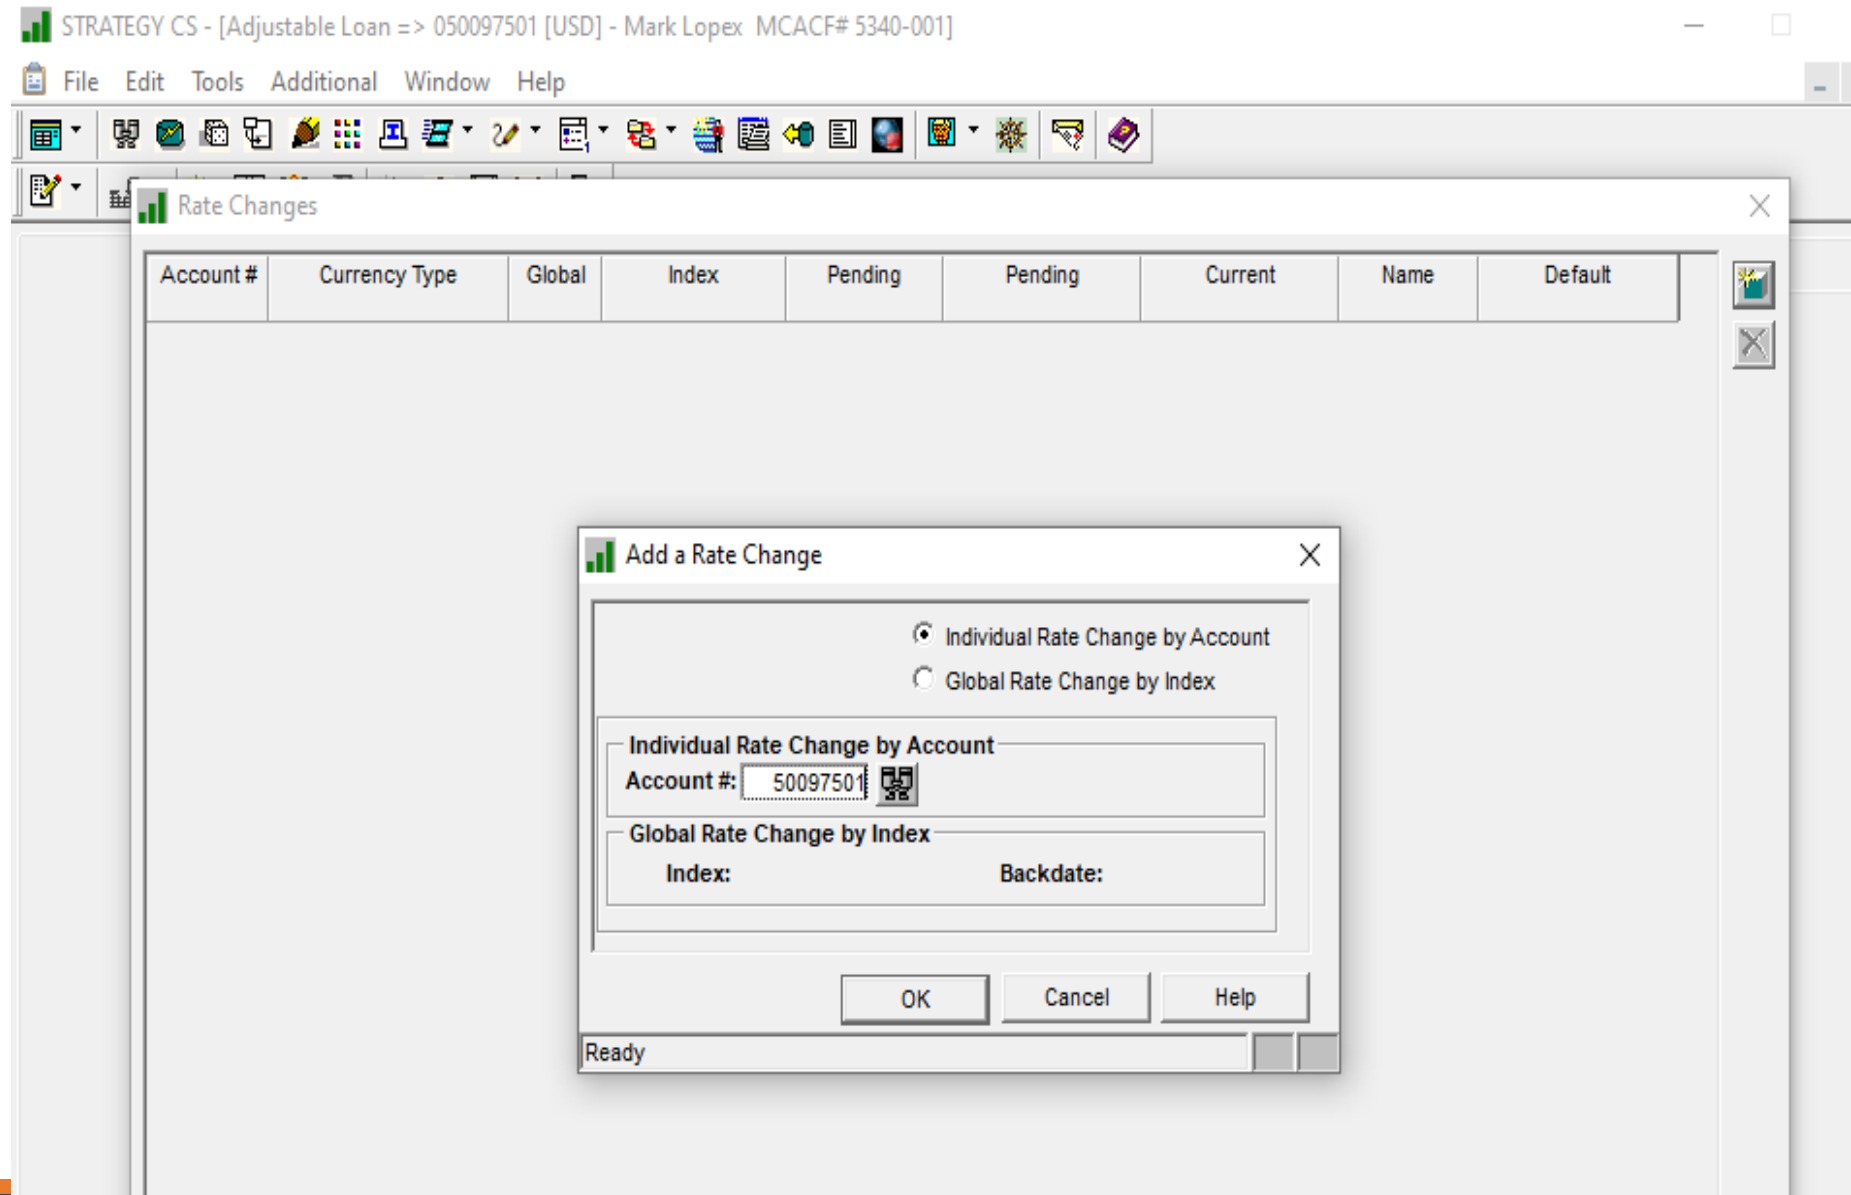 STRATEGY CS - [Adjustable Loan => 050097501 [USD] - Mark Lopex MCACF# 5340-001]
File Edit Tools Additional Window Help
Rate Changes
Account # Currency Type Global Index Pending Pending Current Name Default
Add a Rate Change
Individual Rate Change by Account
Global Rate Change by Index
Individual Rate Change by Account
Account #: 50097501
Global Rate Change by Index
Index: Backdate:
OK Cancel Help
Ready